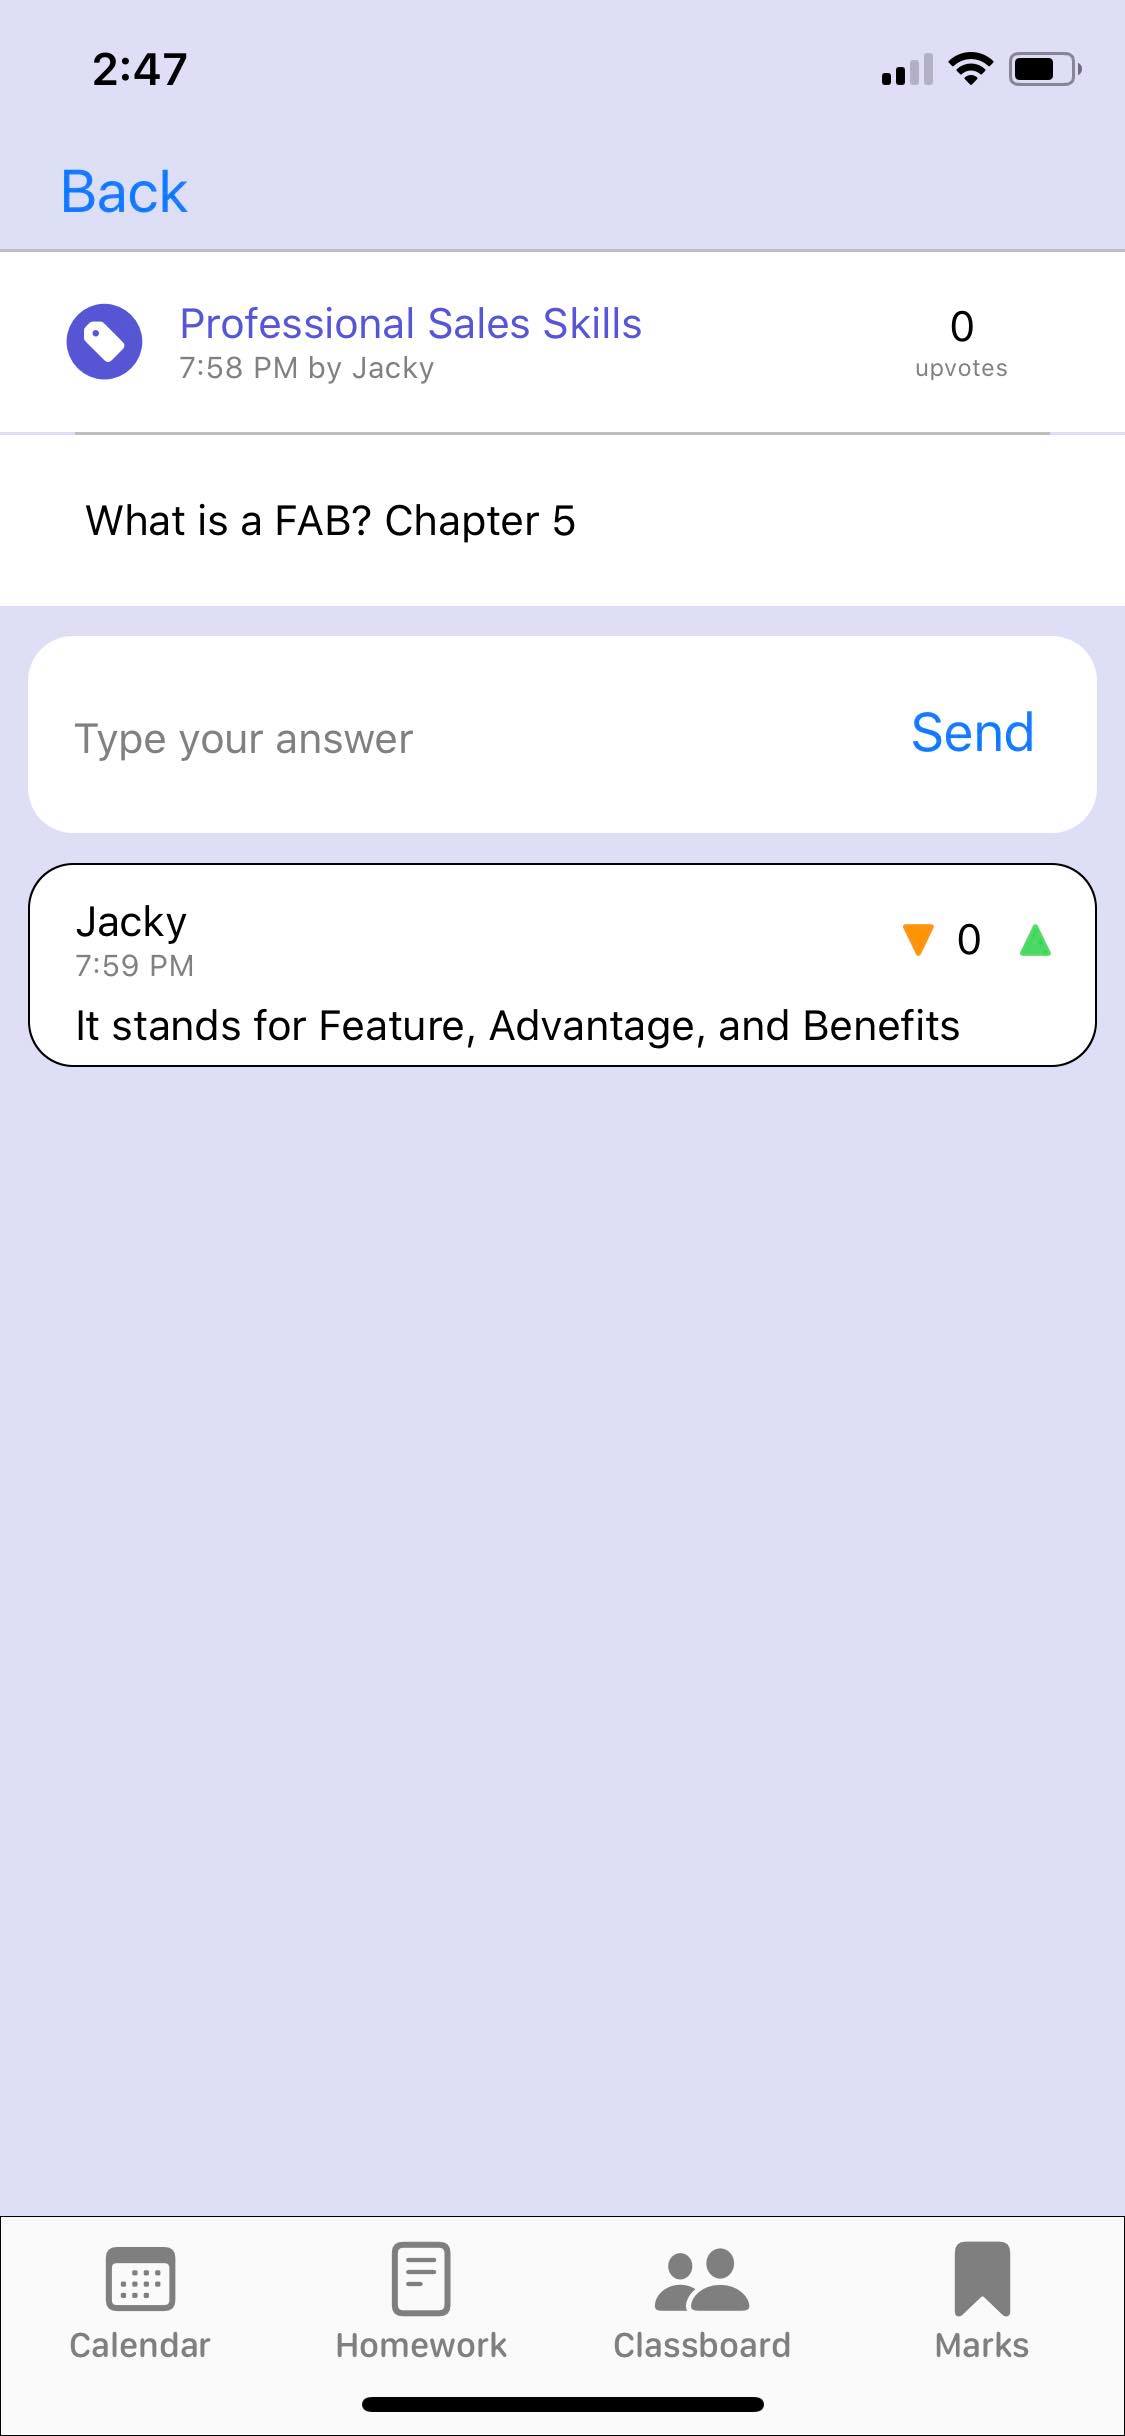 2:47
Back
Professional Sales Skills
7:58 PM by Jacky
0
upvotes
What is a FAB? Chapter 5
Type your answer
Send
Jacky
7:59 PM
0
It stands for Feature, Advantage, and Benefits
Calendar
Homework
Classboard
Marks